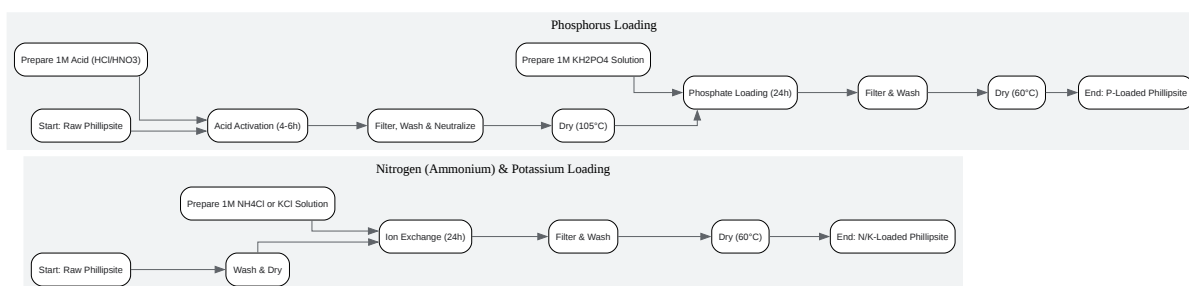 Phosphorus Loading
Prepare 1M Acid (HCl/HNO3)
Prepare 1M KH2PO4 Solution
Start: Raw Phillipsite
Acid Activation (4-6h)
Filter, Wash & Neutralize
Dry (105°C)
Phosphate Loading (24h)
Filter & Wash
Dry (60°C)
End: P-Loaded Phillipsite
Nitrogen (Ammonium) & Potassium Loading
Prepare 1M NH4Cl or KCl Solution
Start: Raw Phillipsite
Wash & Dry
Ion Exchange (24h)
Filter & Wash
Dry (60°C)
End: N/K-Loaded Phillipsite